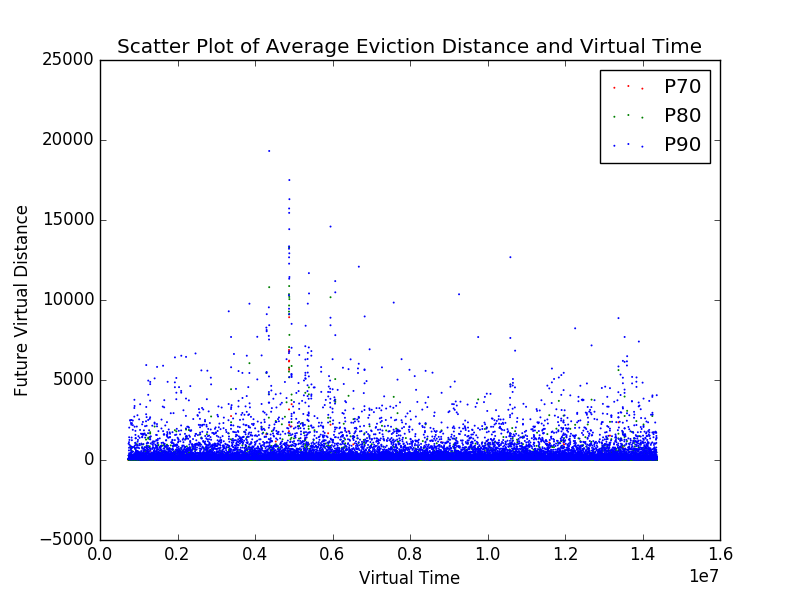 Scatter Plot of Average Eviction Distance and Virtual Time
25000
20000
15000
10000
5000
0
−5000
Future Virtual Distance
P70
P80
P90
0.0 0.2 0.4 0.6 0.8 1.0 1.2 1.4 1.6
1e7
Virtual Time